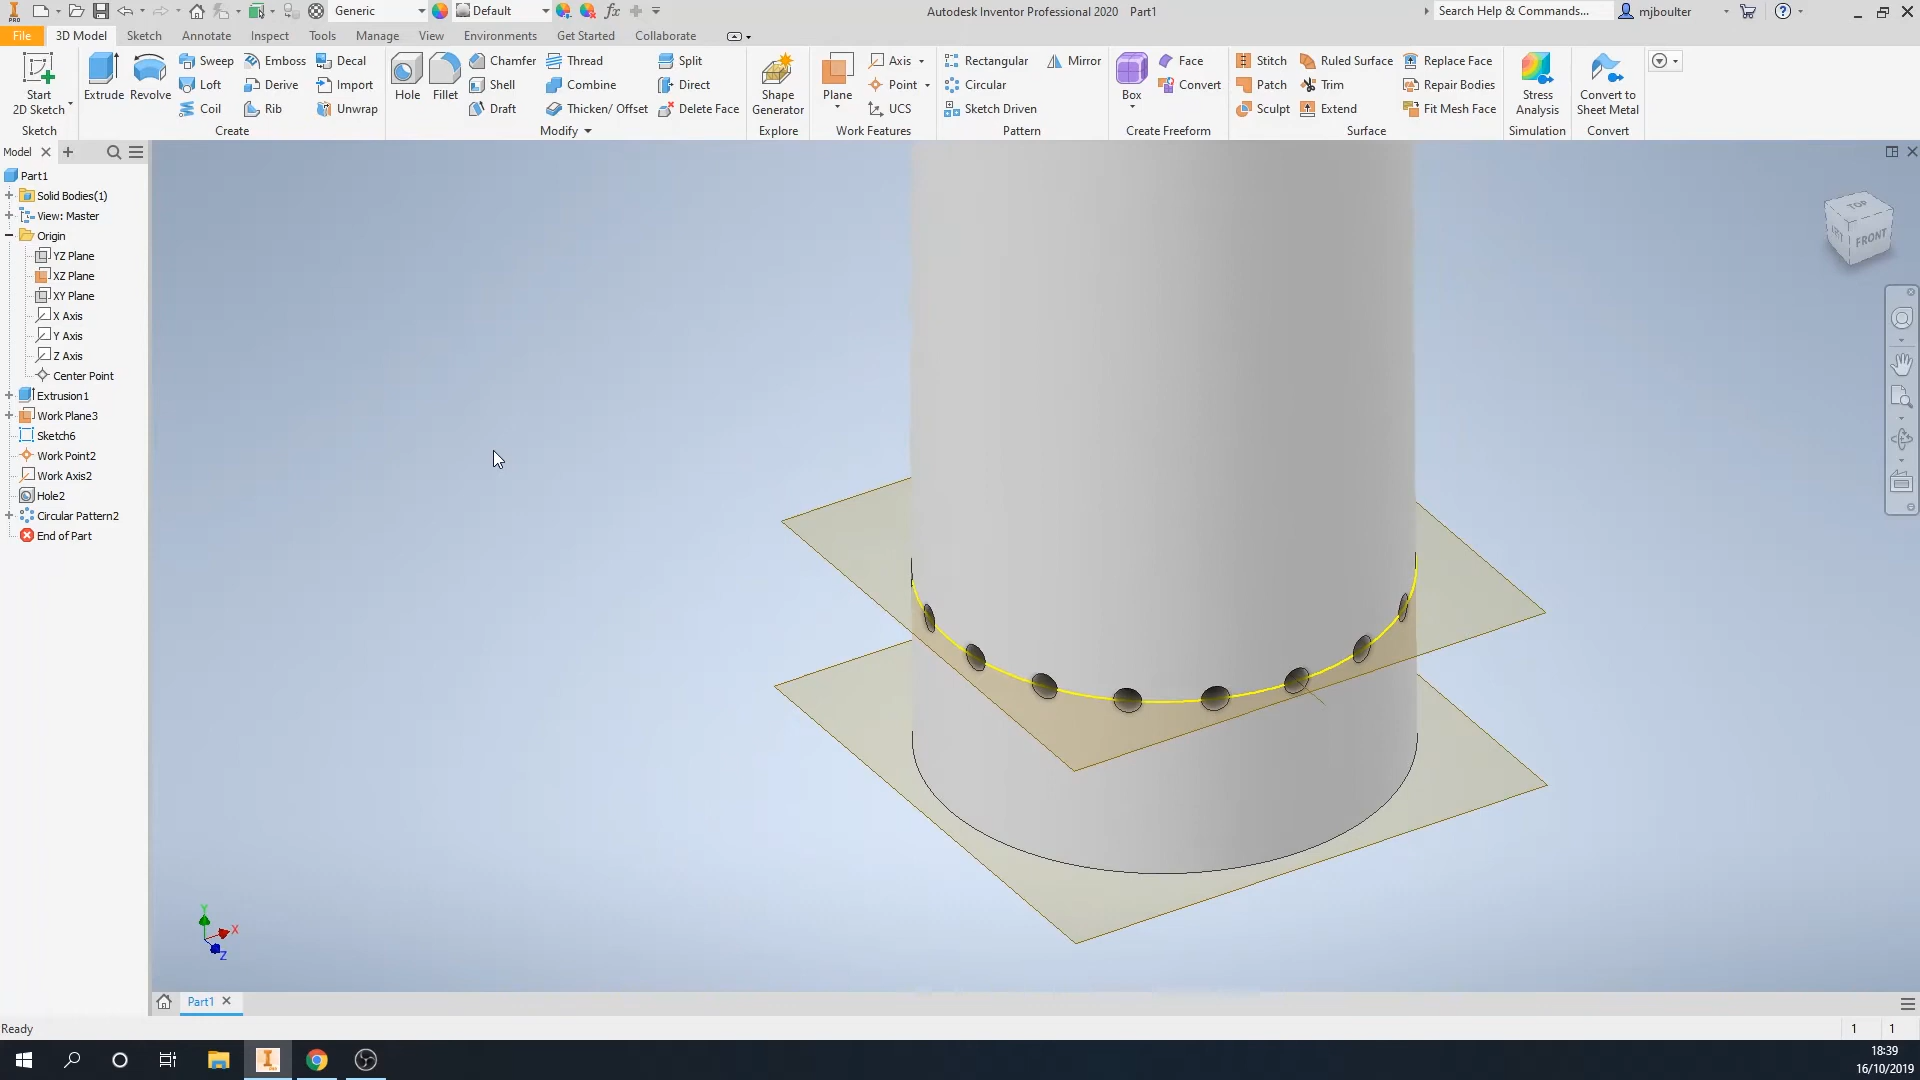 Generic
Default
fx
Autodesk Inventor Professional 2020 Part1
Search Help & Commands...
mjboulter
File
3D Model
Sketch
Annotate
Inspect
Tools
Manage
View
Environments
Get Started
Collaborate
Start
2D Sketch
Sketch
Extrude
Revolve
Sweep
Loft
Coil
Emboss
Derive
Rib
Decal
Import
Unwrap
Create
Hole
Fillet
Chamfer
Shell
Draft
Thread
Combine
Thicken/ Offset
Split
Direct
Delete Face
Modify
Shape
Generator
Explore
Plane
Axis
Point
UCS
Work Features
Rectangular
Circular
Sketch Driven
Mirror
Pattern
Box
Face
Convert
Create Freeform
Stitch
Patch
Sculpt
Ruled Surface
Trim
Extend
Replace Face
Repair Bodies
Fit Mesh Face
Surface
Stress
Analysis
Simulation
Convert to
Sheet Metal
Convert
Model
Part1
Solid Bodies(1)
View: Master
Origin
YZ Plane
XZ Plane
XY Plane
X Axis
Y Axis
Z Axis
Center Point
Extrusion1
Work Plane3
Sketch6
Work Point2
Work Axis2
Hole2
Circular Pattern2
End of Part
TOP
FRONT
Y
X
Z
Part1
Ready
1 1
18:39
16/10/2019